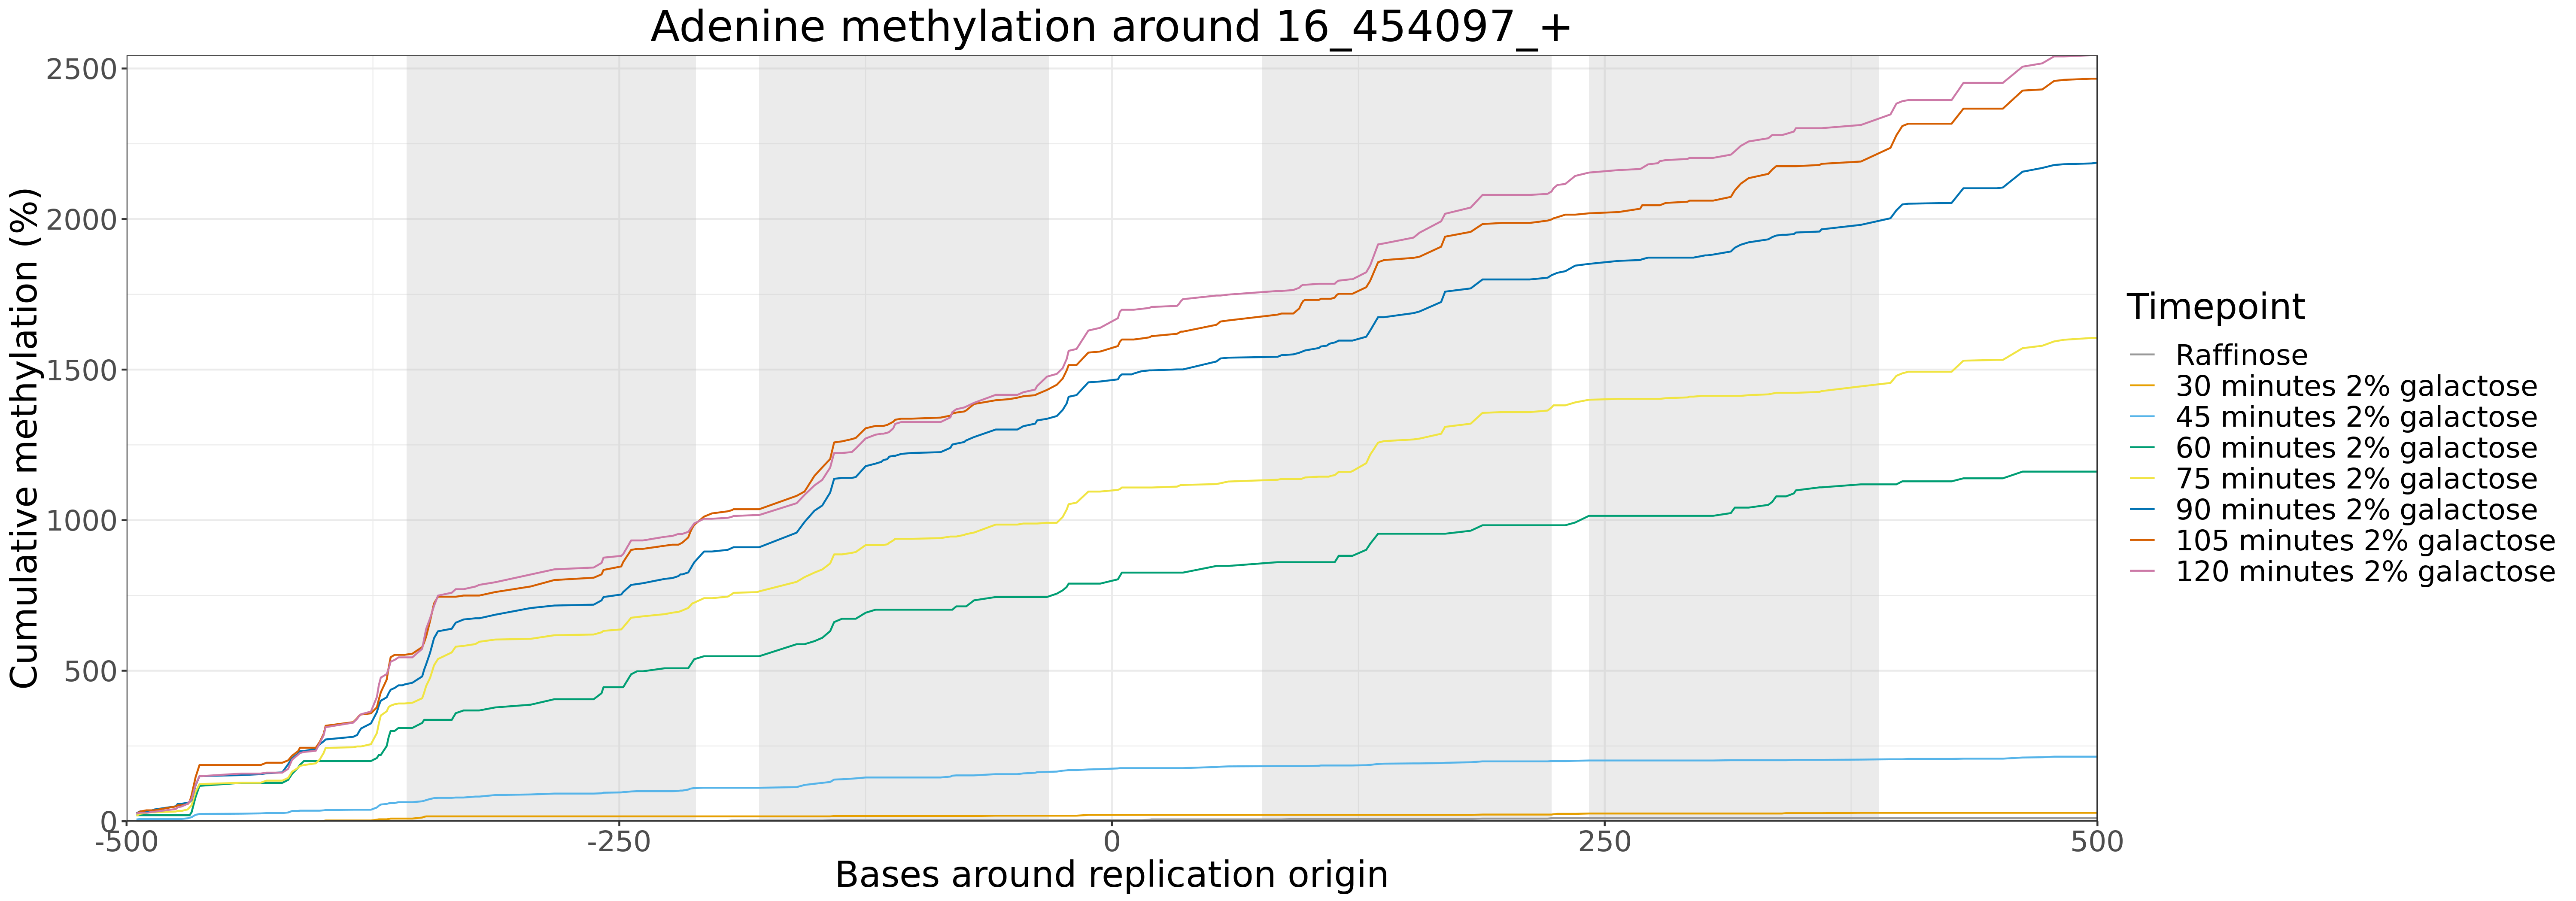 Adenine methylation around 16_454097_+
Cumulative methylation (%)
2500
2000
1500
1000
500
0
-500
-250
0
250
500
Bases around replication origin
Timepoint
Raffinose
30 minutes 2% galactose
45 minutes 2% galactose
60 minutes 2% galactose
75 minutes 2% galactose
90 minutes 2% galactose
105 minutes 2% galactose
120 minutes 2% galactose